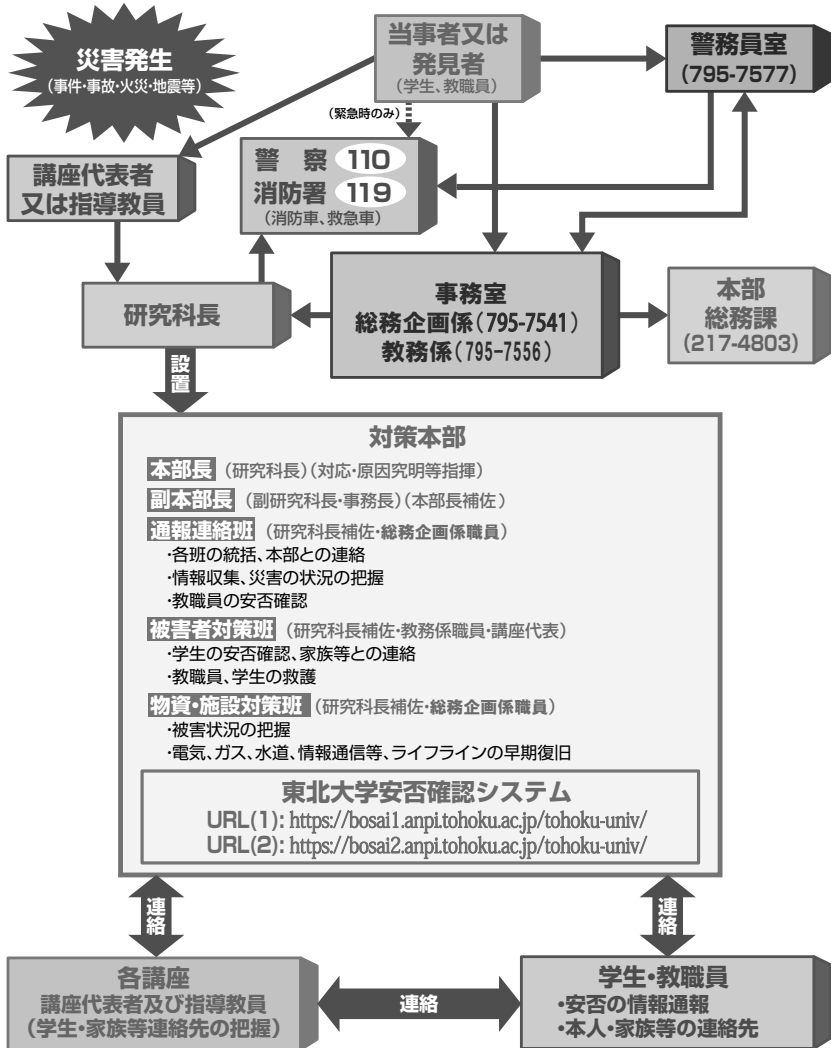 災害発生
(事件・事故・火災・地震等)
当事者又は
発見者
(学生、教職員)
警務員室
(795-7577)
(緊急時のみ)
警 察 110
消防署 119
(消防車、救急車)
講座代表者
又は指導教員
研究科長
事務室
総務企画係(795-7541)
教務係(795-7556)
本部
総務課
(217-4803)
設置
対策本部
本部長 (研究科長)(対応・原因究明等指揮)
副本部長 (副研究科長・事務長)(本部長補佐)
通報連絡班 (研究科長補佐・総務企画係職員)
・各班の統括、本部との連絡
・情報収集、災害の状況の把握
・教職員の安否確認
被害者対策班 (研究科長補佐・教務係職員・講座代表)
・学生の安否確認、家族等との連絡
・教職員、学生の救護
物資・施設対策班 (研究科長補佐・総務企画係職員)
・被害状況の把握
・電気、ガス、水道、情報通信等、ライフラインの早期復旧
東北大学安否確認システム
URL(1): https://bosai1.anpi.tohoku.ac.jp/tohoku-univ/
URL(2): https://bosai2.anpi.tohoku.ac.jp/tohoku-univ/
連絡
連絡
各講座
講座代表者及び指導教員
(学生・家族等連絡先の把握)
連絡
学生・教職員
・安否の情報通報
・本人・家族等の連絡先